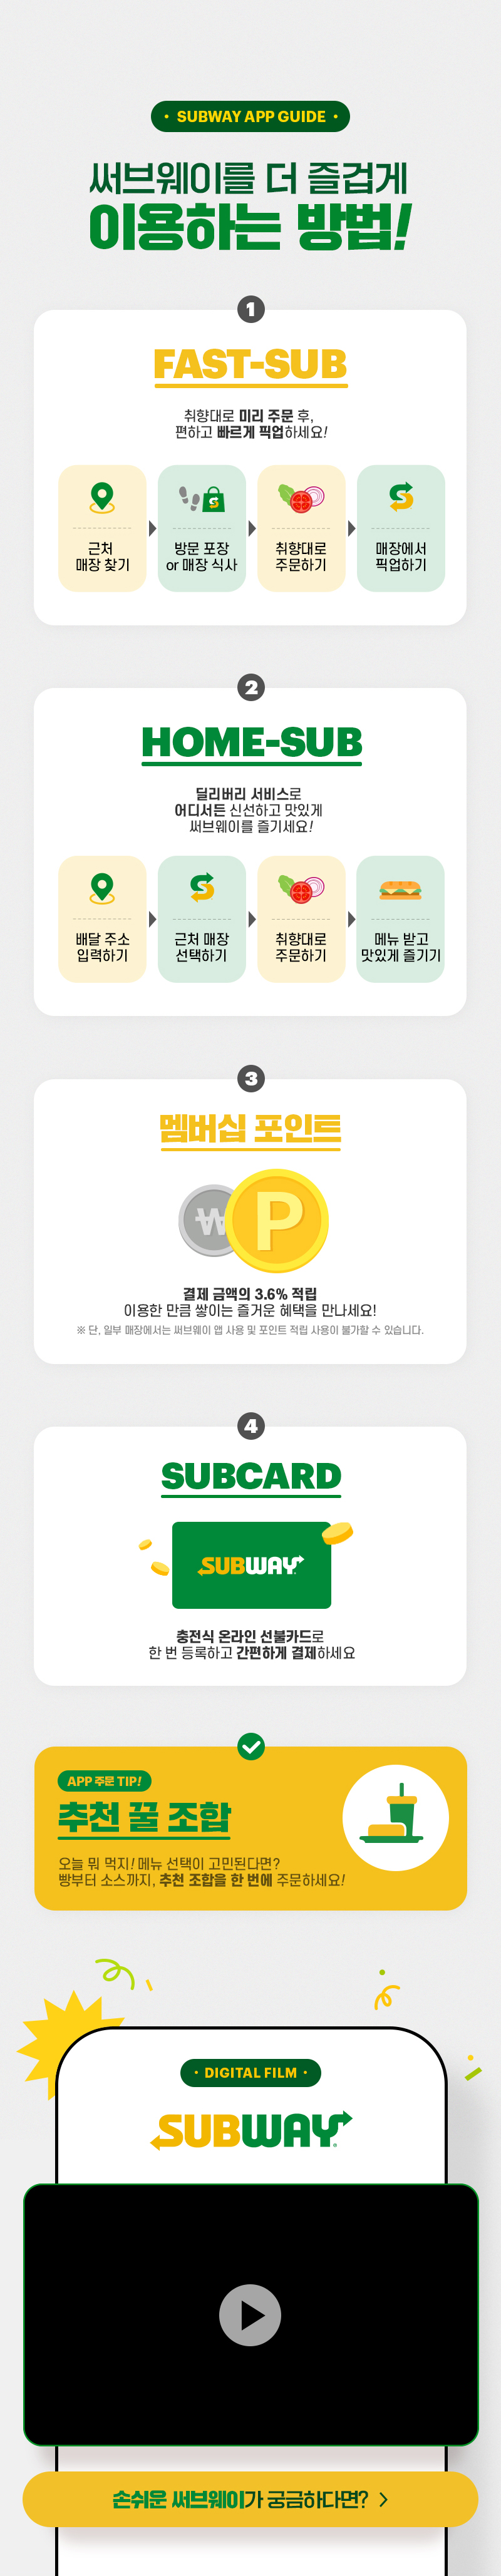 • SUBWAY APP GUIDE •
써브웨이를 더 즐겁게
이용하는 방법!
1
FAST-SUB
취향대로 미리 주문 후,
편하고 빠르게 픽업하세요!
근처
매장 찾기
방문 포장
or 매장 식사
취향대로
주문하기
매장에서
픽업하기
2
HOME-SUB
딜리버리 서비스로
어디서든 신선하고 맛있게
써브웨이를 즐기세요!
배달 주소
입력하기
근처 매장
선택하기
취향대로
주문하기
메뉴 받고
맛있게 즐기기
3
멤버십 포인트
₩ P
결제 금액의 3.6% 적립
이용한 만큼 쌓이는 즐거운 혜택을 만나세요!
※ 단, 일부 매장에서는 써브웨이 앱 사용 및 포인트 적립 사용이 불가할 수 있습니다.
4
SUBCARD
SUBWAY
충전식 온라인 선불카드로
한 번 등록하고 간편하게 결제하세요
APP 주문 TIP!
추천 꿀 조합
오늘 뭐 먹지! 메뉴 선택이 고민된다면?
빵부터 소스까지, 추천 조합을 한 번에 주문하세요!
• DIGITAL FILM •
SUBWAY®
손쉬운 써브웨이가 궁금하다면? >